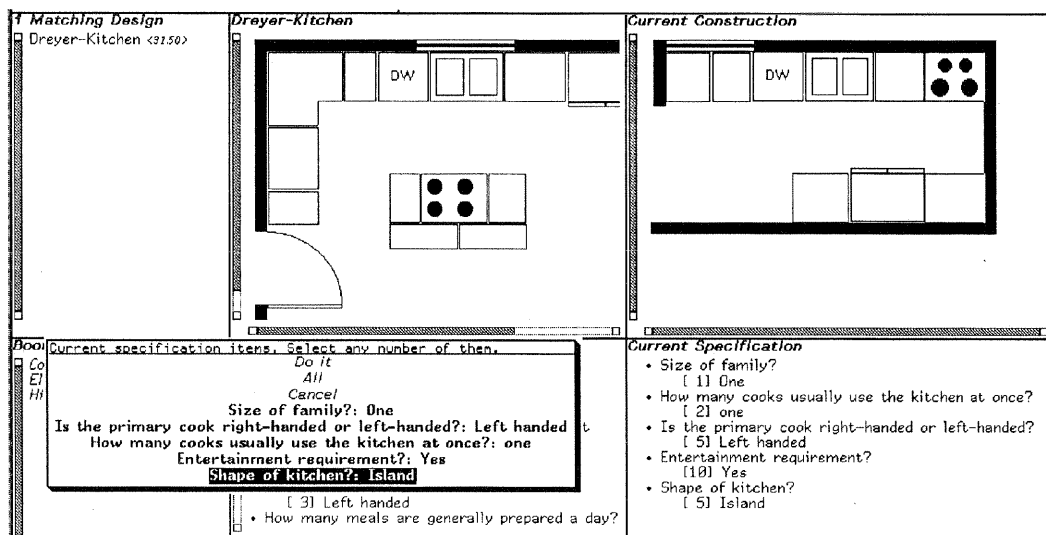 1 Matching Design
Dreyer-Kitchen <31.50>
Dreyer-Kitchen
DW
Current Construction
DW
Current specification items. Select any number of them.
Do it
All
Cancel
Size of family?: One
Is the primary cook right-handed or left-handed?: Left handed
How many cooks usually use the kitchen at once?: one
Entertainment requirement?: Yes
Shape of kitchen?: Island
[ 3] Left handed
• How many meals are generally prepared a day?
Current Specification
• Size of family?
[ 1] One
• How many cooks usually use the kitchen at once?
[ 2] one
• Is the primary cook right-handed or left-handed?
[ 5] Left handed
• Entertainment requirement?
[10] Yes
• Shape of kitchen?
[ 5] Island